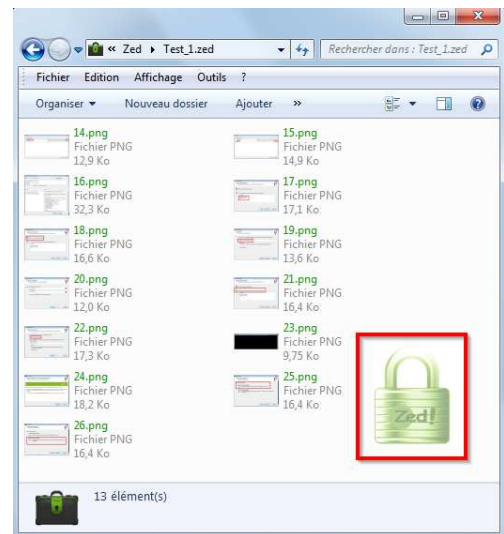 « Zed ▸ Test_1.zed
Rechercher dans : Test_1.zed
Fichier Edition Affichage Outils ?
Organiser Nouveau dossier Ajouter »
14.png
Fichier PNG
12,9 Ko
15.png
Fichier PNG
14,9 Ko
16.png
Fichier PNG
32,3 Ko
17.png
Fichier PNG
17,1 Ko
18.png
Fichier PNG
16,6 Ko
19.png
Fichier PNG
13,6 Ko
20.png
Fichier PNG
12,0 Ko
21.png
Fichier PNG
16,4 Ko
22.png
Fichier PNG
17,3 Ko
23.png
Fichier PNG
9,75 Ko
24.png
Fichier PNG
18,2 Ko
25.png
Fichier PNG
16,4 Ko
26.png
Fichier PNG
16,4 Ko
Zed!
13 élément(s)